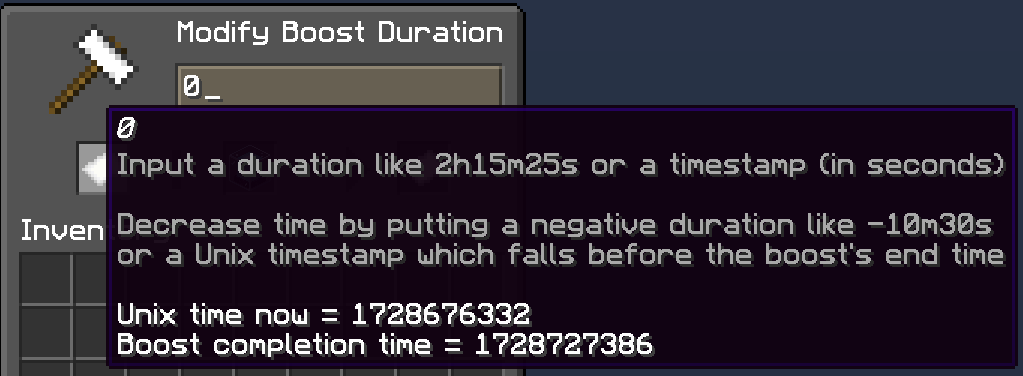 Modify Boost Duration
0_
0
Input a duration like 2h15m25s or a timestamp (in seconds)
Decrease time by putting a negative duration like -10m30s
or a Unix timestamp which falls before the boost's end time
Inven
Unix time now = 1728676332
Boost completion time = 1728727386